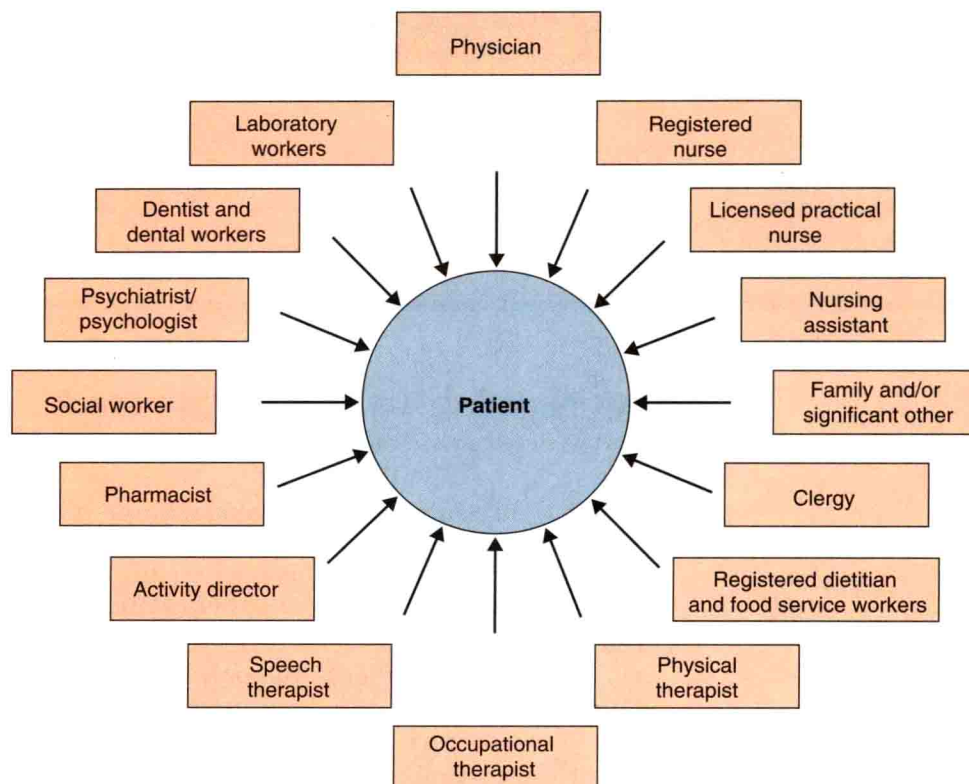 Physician
Laboratory
workers
Registered
nurse
Dentist and
dental workers
Licensed practical
nurse
Psychiatrist/
psychologist
Nursing
assistant
Social worker
Patient
Family and/or
significant other
Pharmacist
Clergy
Activity director
Registered dietitian
and food service workers
Speech
therapist
Physical
therapist
Occupational
therapist